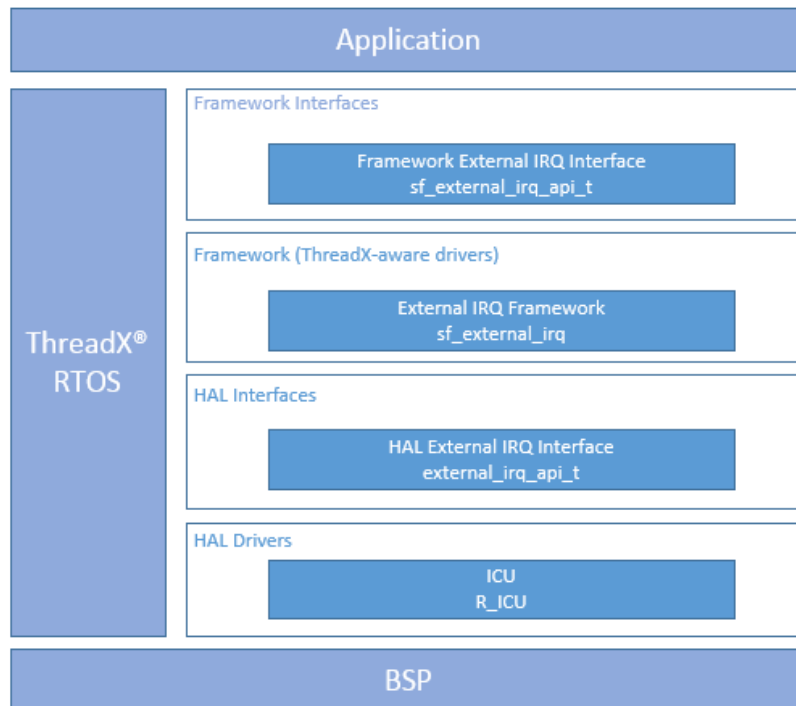 Application
ThreadX®
RTOS
Framework Interfaces
Framework External IRQ Interface
sf_external_irq_api_t
Framework (ThreadX-aware drivers)
External IRQ Framework
sf_external_irq
HAL Interfaces
HAL External IRQ Interface
external_irq_api_t
HAL Drivers
ICU
R_ICU
BSP